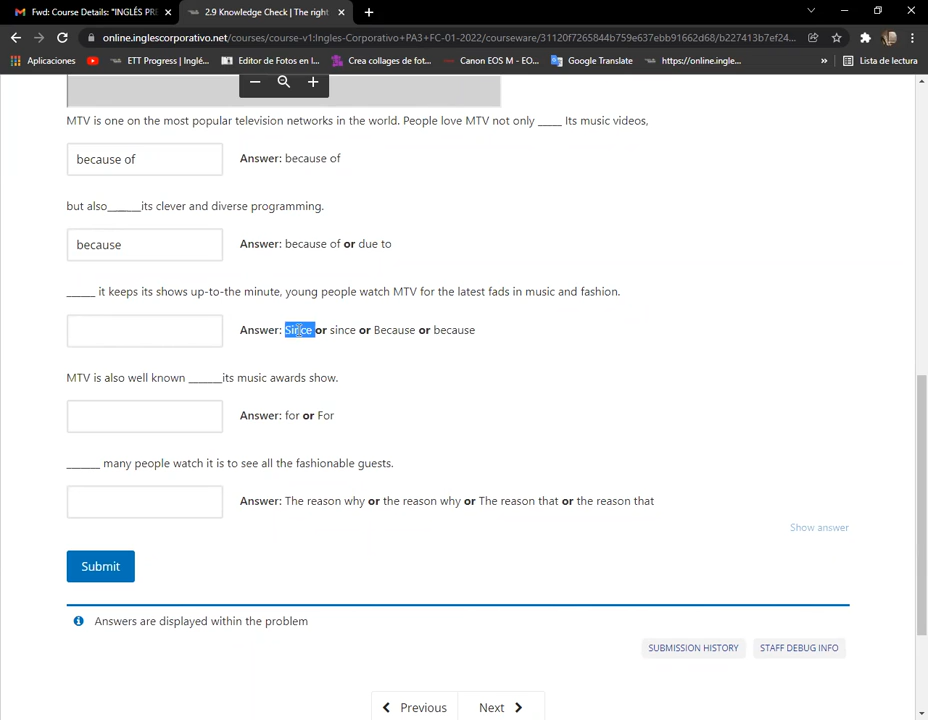 Fwd: Course Details: "INGLÉS PRE
2.9 Knowledge Check | The right
online.inglescorporativo.net/courses/course-v1:Ingles-Corporativo+PA3+FC-01-2022/courseware/31120f7265844b759e637ebb91662d68/b227413b7ef24...
Aplicaciones
ETT Progress | Inglé...
Editor de Fotos en l...
Crea collages de fot...
Canon EOS M - EO...
Google Translate
https://online.ingle...
»
Lista de lectura
MTV is one on the most popular television networks in the world. People love MTV not only _____ Its music videos,
because of
Answer: because of
but also_______its clever and diverse programming.
because
Answer: because of or due to
______ it keeps its shows up-to-the minute, young people watch MTV for the latest fads in music and fashion.
Answer: Since or since or Because or because
MTV is also well known _______its music awards show.
Answer: for or For
_______ many people watch it is to see all the fashionable guests.
Answer: The reason why or the reason why or The reason that or the reason that
Show answer
Submit
Answers are displayed within the problem
SUBMISSION HISTORY
STAFF DEBUG INFO
Previous
Next